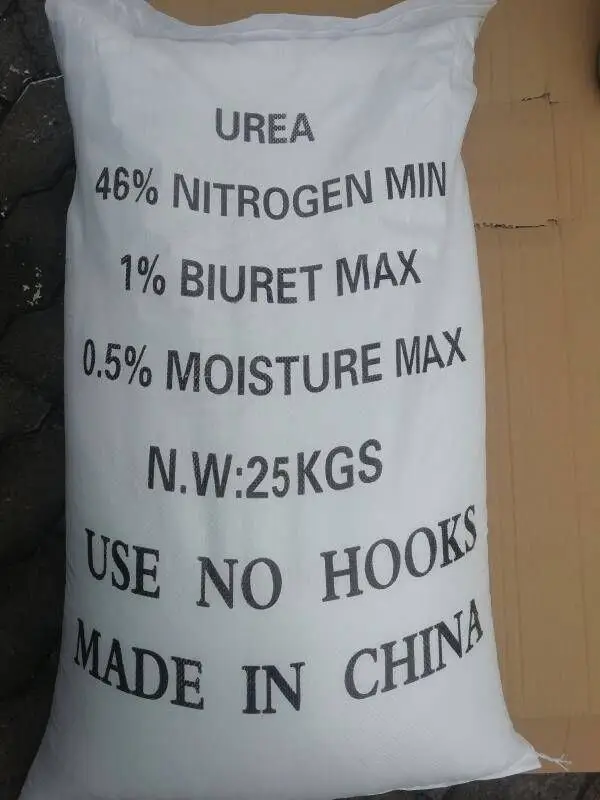 UREA
46% NITROGEN MIN
1% BIURET MAX
0.5% MOISTURE MAX
N.W:25KGS
USE NO HOOKS
MADE IN CHINA